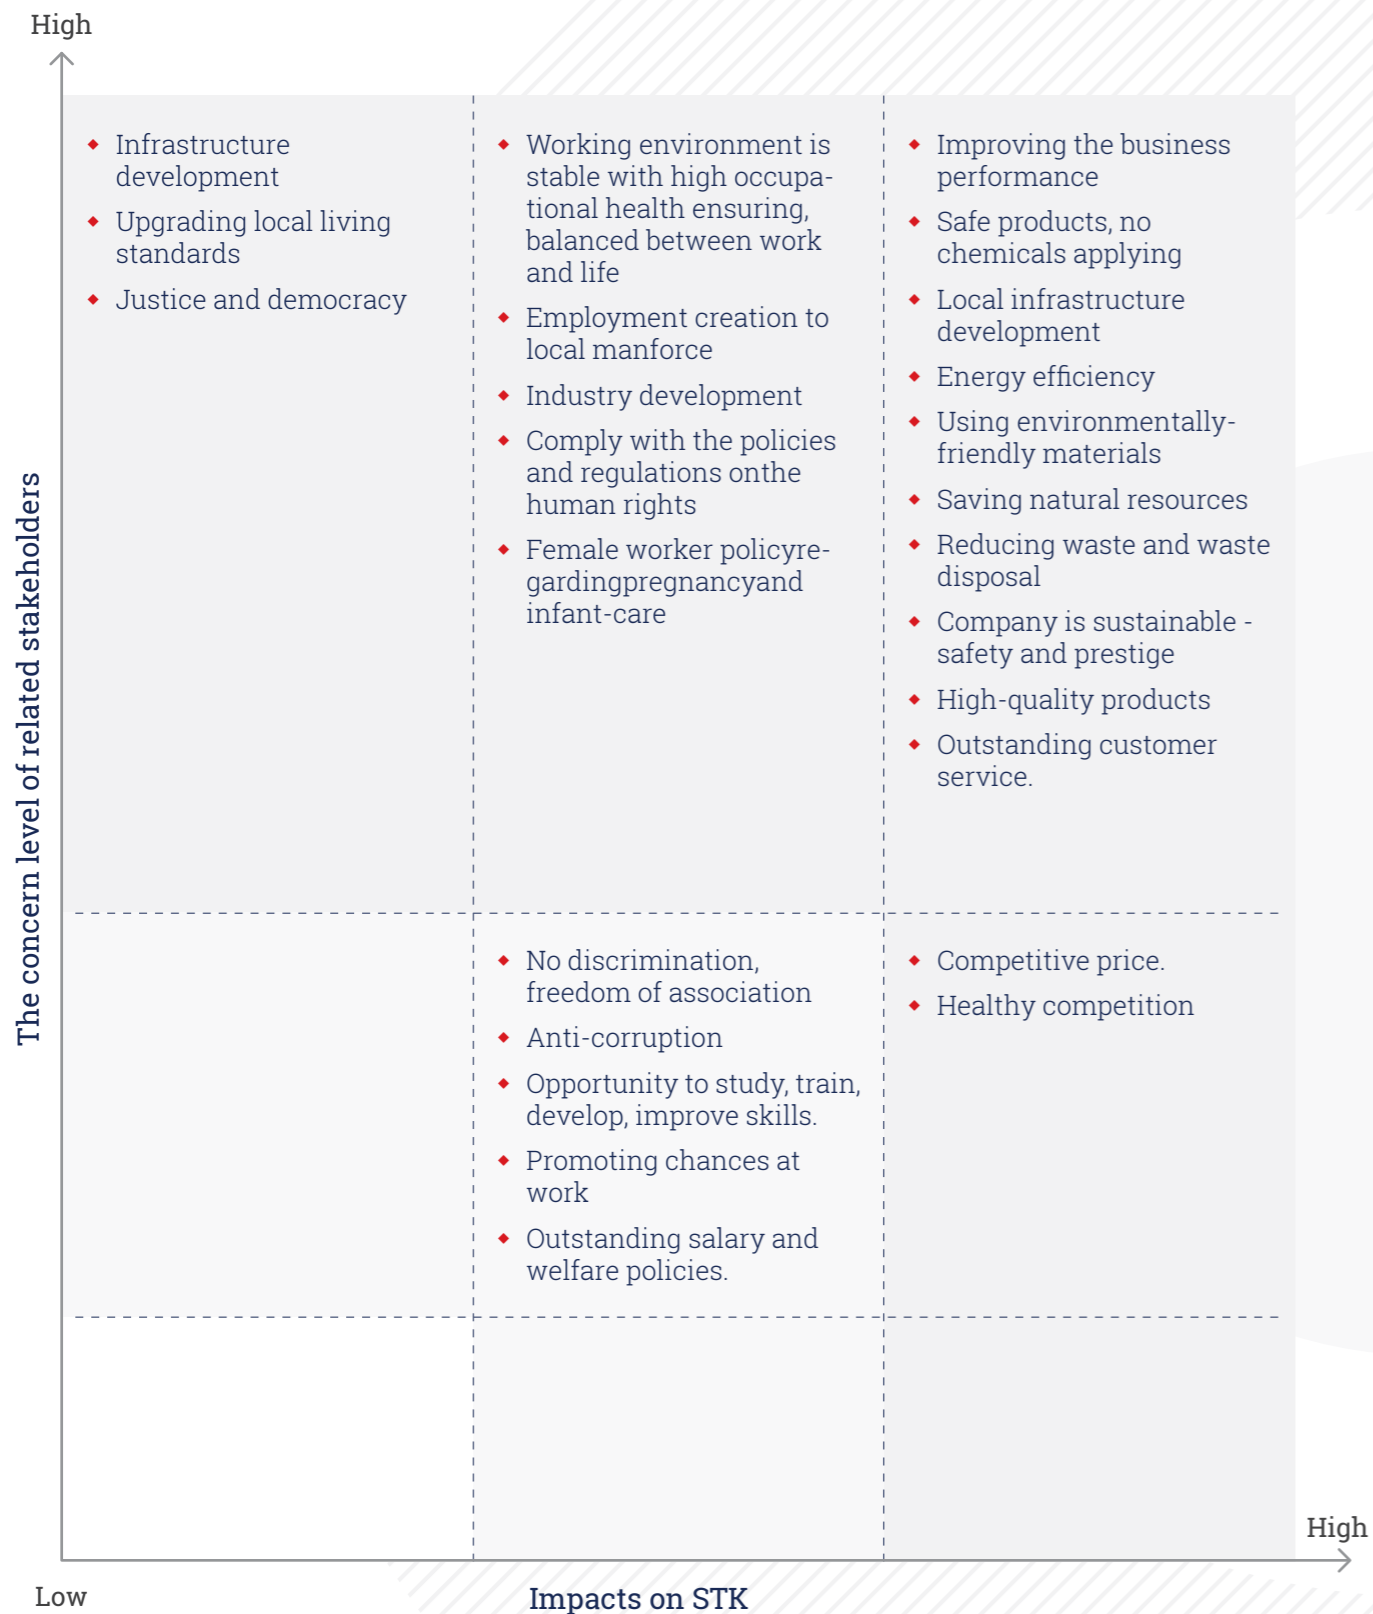 High
The concern level of related stakeholders
Infrastructure
development
Upgrading local living
standards
Justice and democracy
Working environment is
stable with high occupa-
tional health ensuring,
balanced between work
and life
Employment creation to
local manforce
Industry development
Comply with the policies
and regulations onthe
human rights
Female worker policyre-
gardingpregnancyand
infant-care
Improving the business
performance
Safe products, no
chemicals applying
Local infrastructure
development
Energy efficiency
Using environmentally-
friendly materials
Saving natural resources
Reducing waste and waste
disposal
Company is sustainable -
safety and prestige
High-quality products
Outstanding customer
service.
No discrimination,
freedom of association
Anti-corruption
Opportunity to study, train,
develop, improve skills.
Promoting chances at
work
Outstanding salary and
welfare policies.
Competitive price.
Healthy competition
High
Low
Impacts on STK